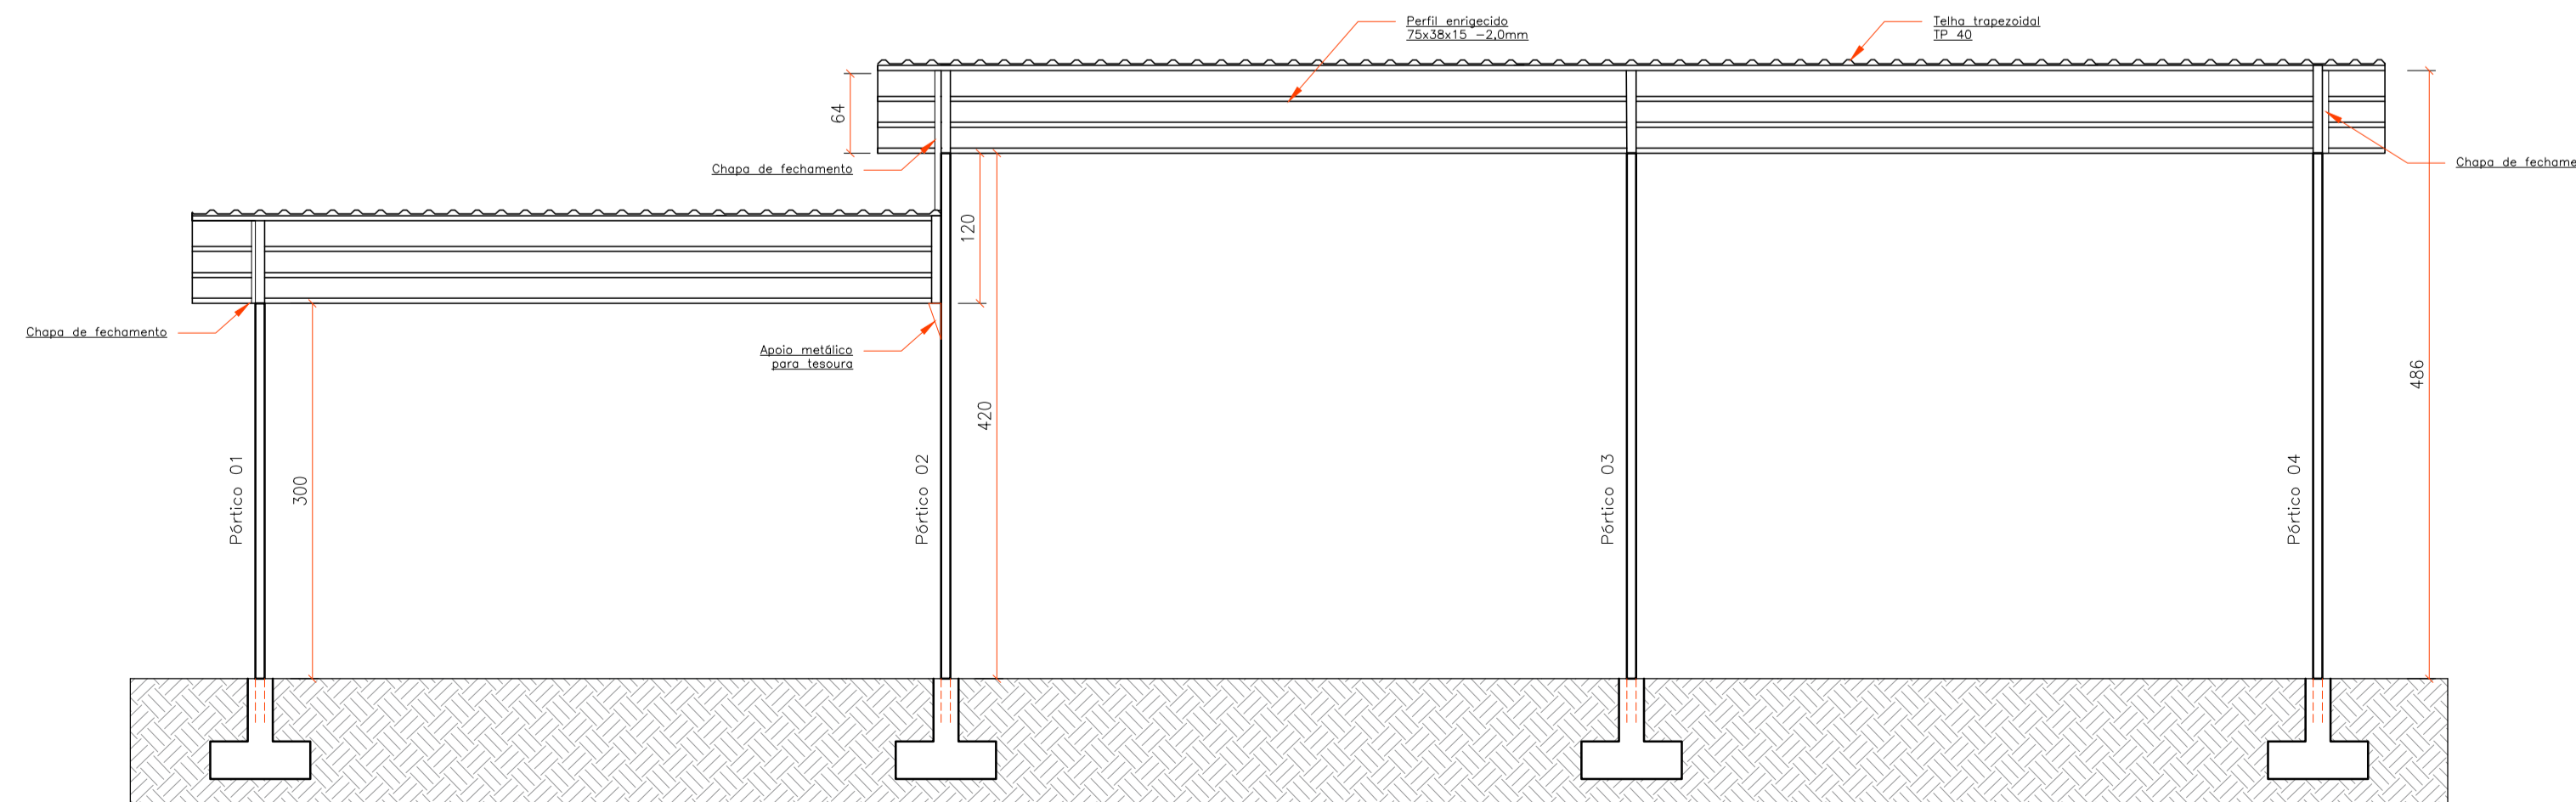 Perfil enrigecido
75x38x15 -2,0mm
Telha trapezoidal
TP 40
64
Chapa de fechamento
Chapa de fechame
120
Chapa de fechamento
Apoio metálico
para tesoura
486
420
300
Pórtico 01
Pórtico 02
Pórtico 03
Pórtico 04